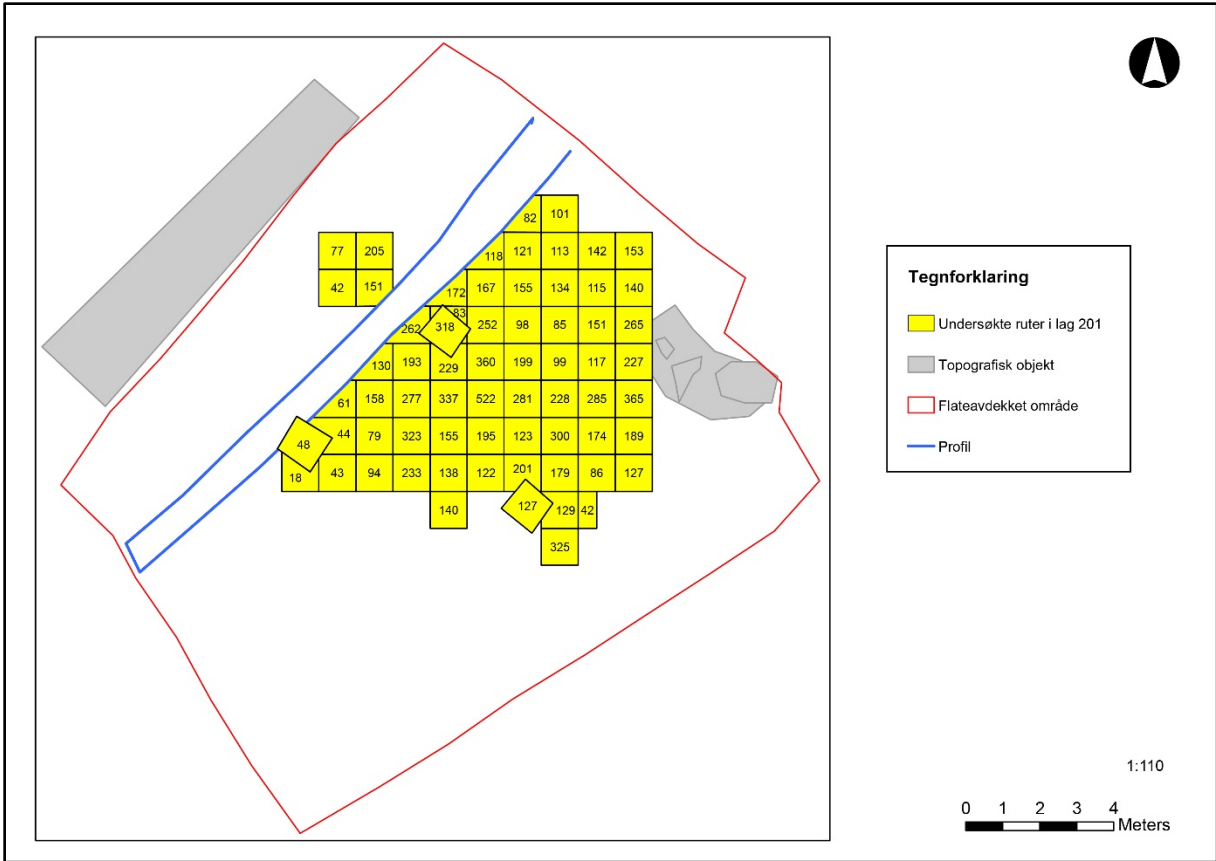 82 101
77 205 118 121 113 142 153
42 151 172 167 155 134 115 140
262 318 83 252 98 85 151 265
130 193 229 360 199 99 117 227
61 158 277 337 522 281 228 285 365
48 44 79 323 155 195 123 300 174 189
18 43 94 233 138 122 201 179 86 127
140 127 129 42
325
Tegnforklaring
Undersøkte ruter i lag 201
Topografisk objekt
Flateavdekket område
Profil
1:110
0 1 2 3 4
Meters